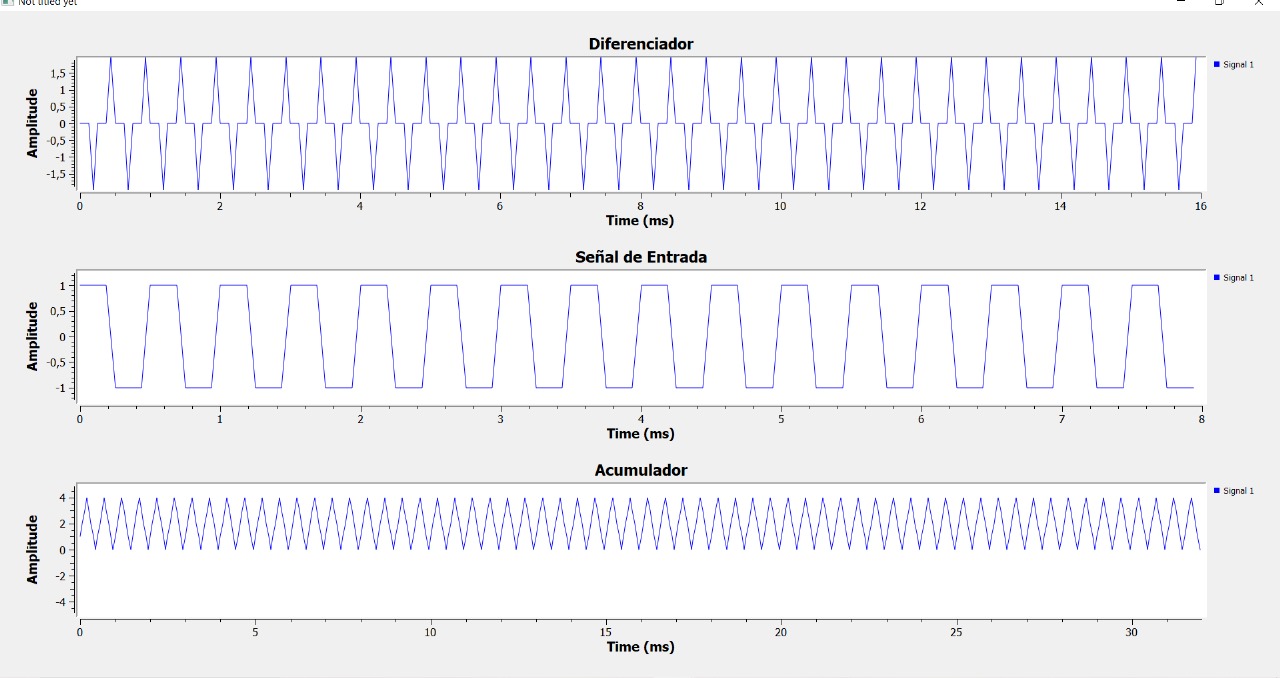 Not titled yet
Diferenciador
Signal 1
Amplitude
1,5
1
0,5
0
-0,5
-1
-1,5
0 2 4 6 8 10 12 14 16
Time (ms)
Señal de Entrada
Signal 1
Amplitude
1
0,5
0
-0,5
-1
0 1 2 3 4 5 6 7 8
Time (ms)
Acumulador
Signal 1
Amplitude
4
2
0
-2
-4
0 5 10 15 20 25 30
Time (ms)